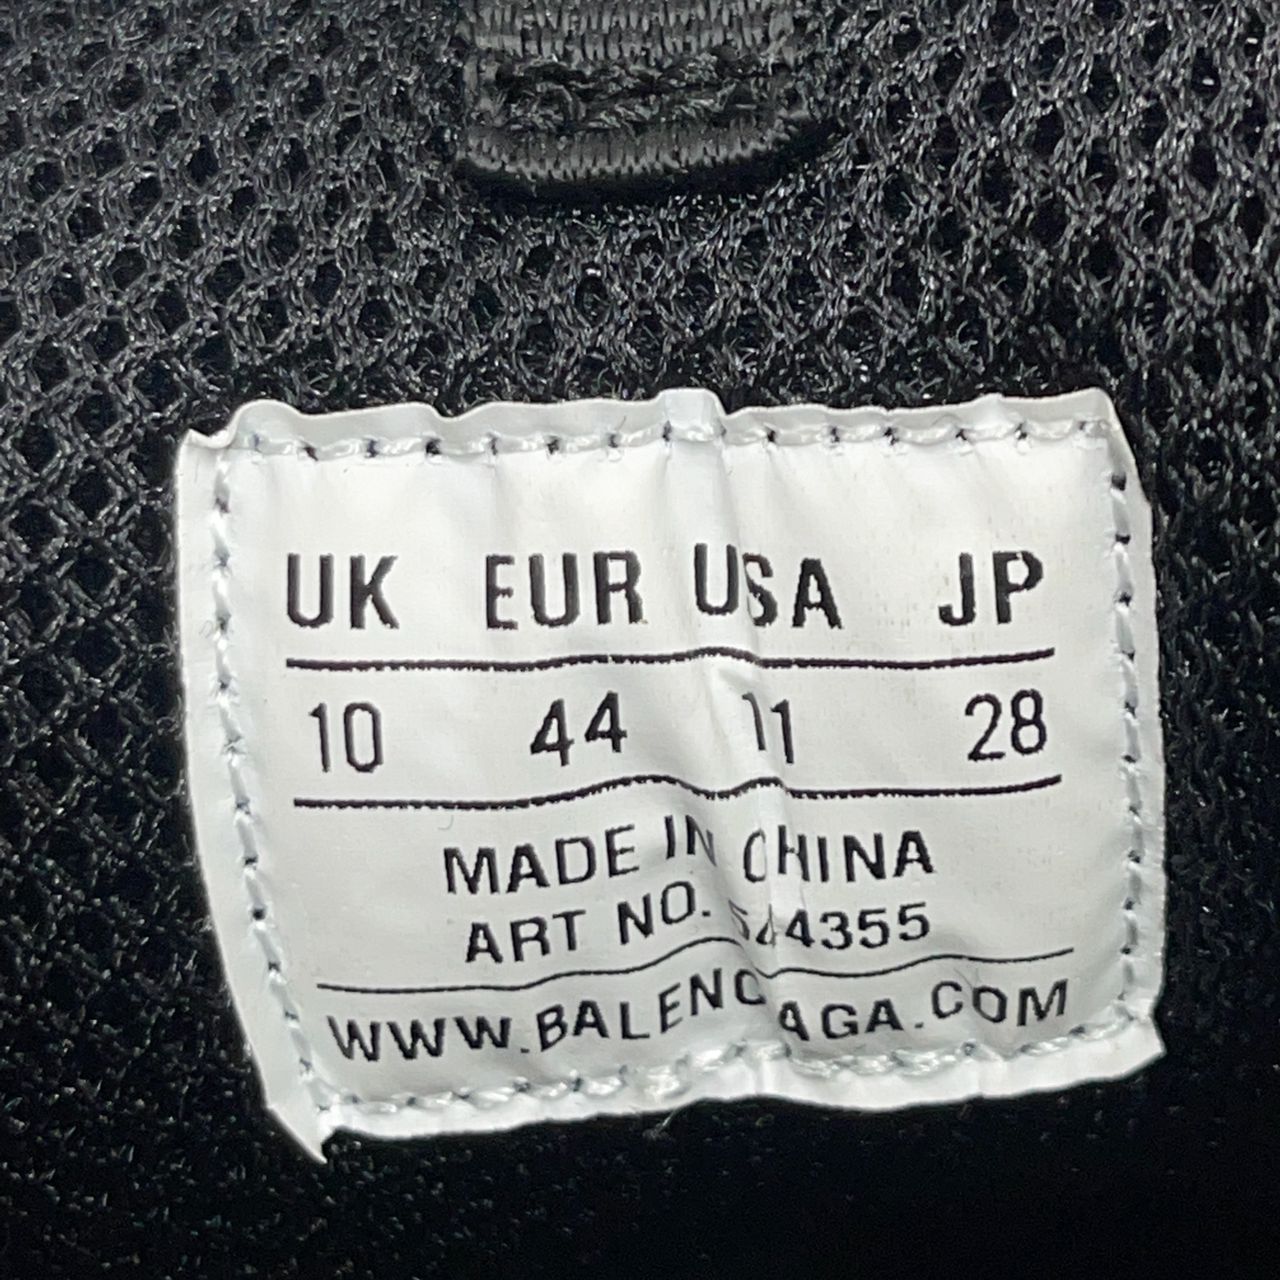 UK EUR USA JP
10 44 11 28
MADE IN CHINA
ART NO. 544355
WWW.BALENCIAGA.COM